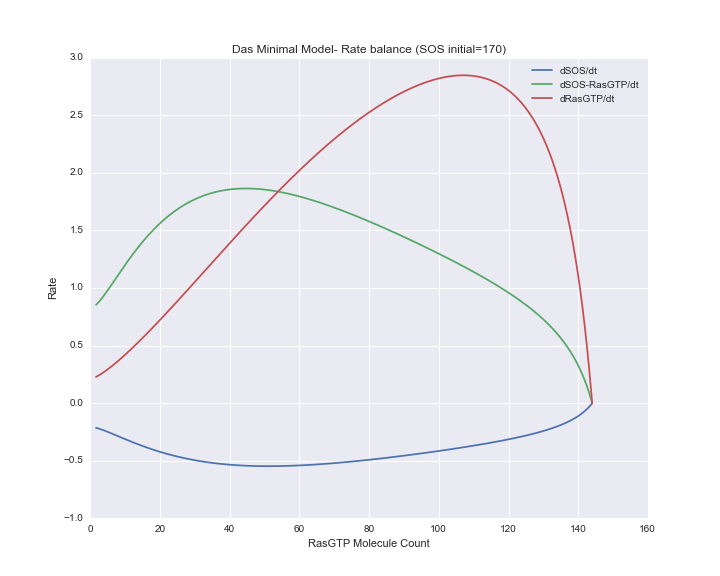 Das Minimal Model- Rate balance (SOS initial=170)
3.0
2.5
2.0
1.5
1.0
0.5
0.0
−0.5
−1.0
Rate
dSOS/dt
dSOS-RasGTP/dt
dRasGTP/dt
0 20 40 60 80 100 120 140 160
RasGTP Molecule Count